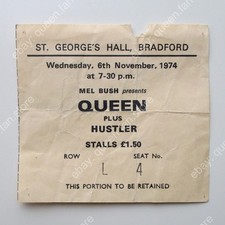 ST. GEORGE'S HALL, BRADFORD
Wednesday, 6th November, 1974
at 7-30 p.m.
MEL BUSH presents
QUEEN
PLUS
HUSTLER
STALLS £1.50
ROW SEAT No.
L 4
THIS PORTION TO BE RETAINED